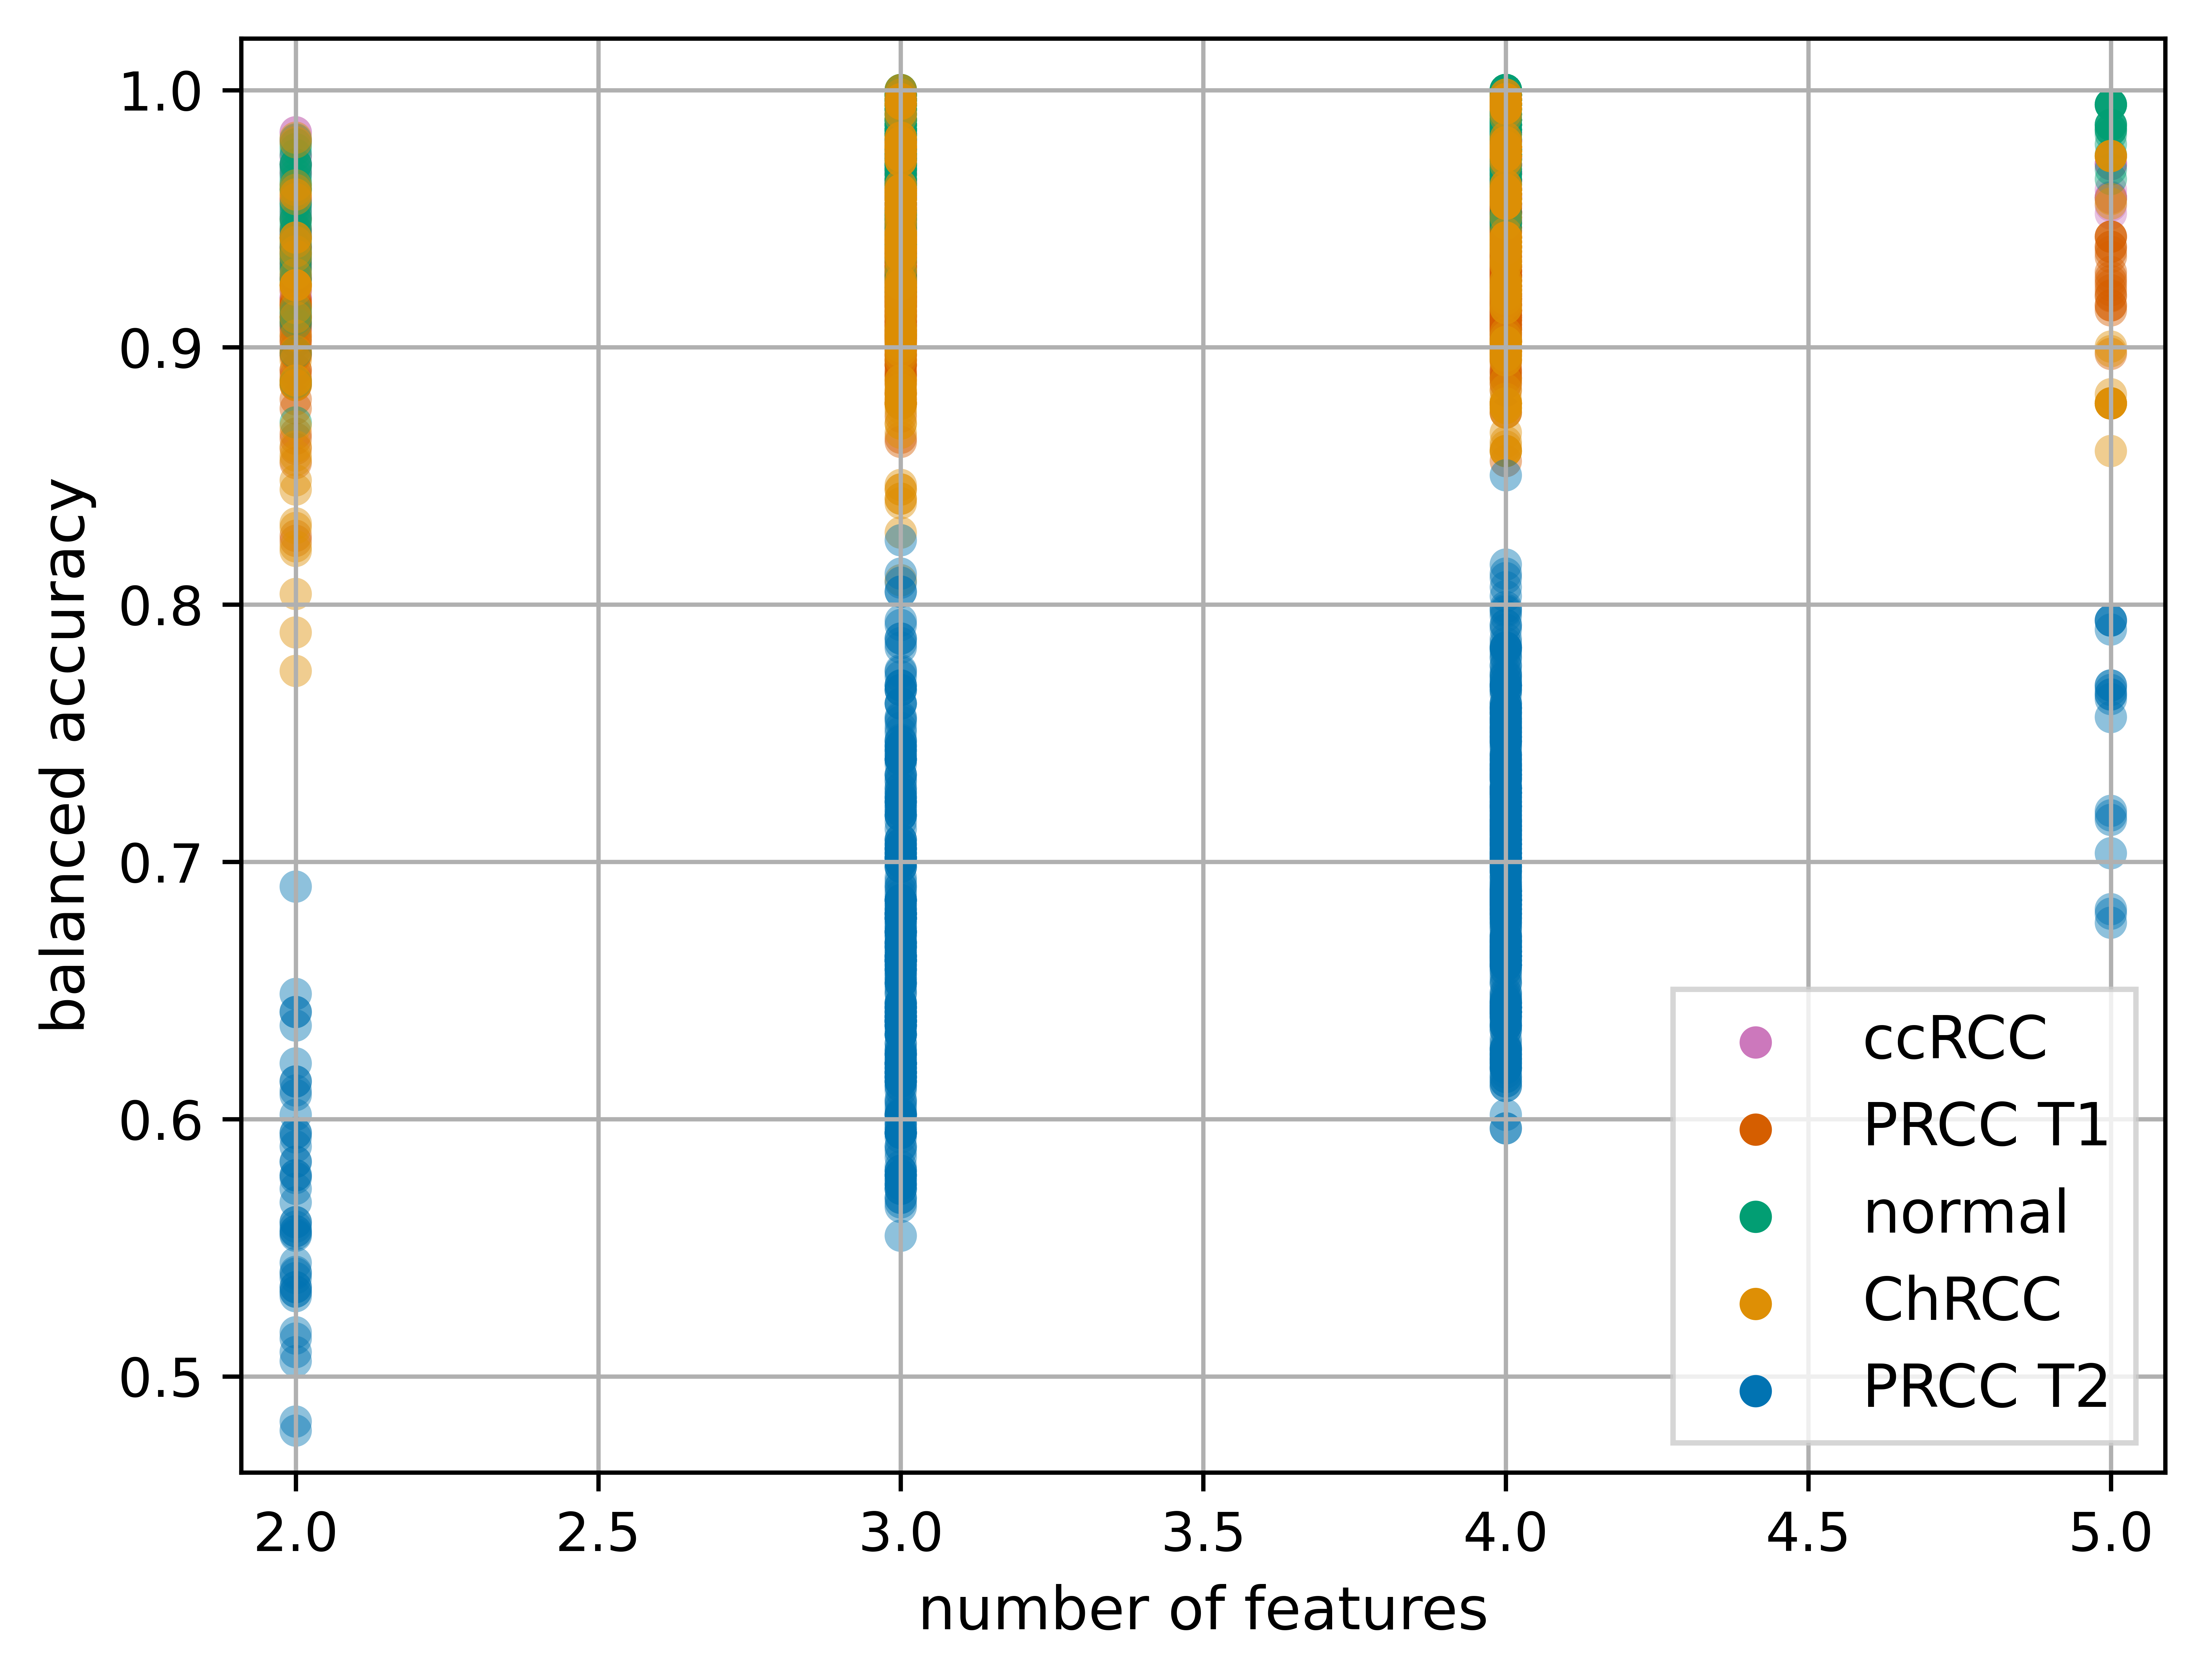 1.0
0.9
0.8
0.7
0.6
0.5
balanced accuracy
2.0 2.5 3.0 3.5 4.0 4.5 5.0
number of features
ccRCC
PRCC T1
normal
ChRCC
PRCC T2